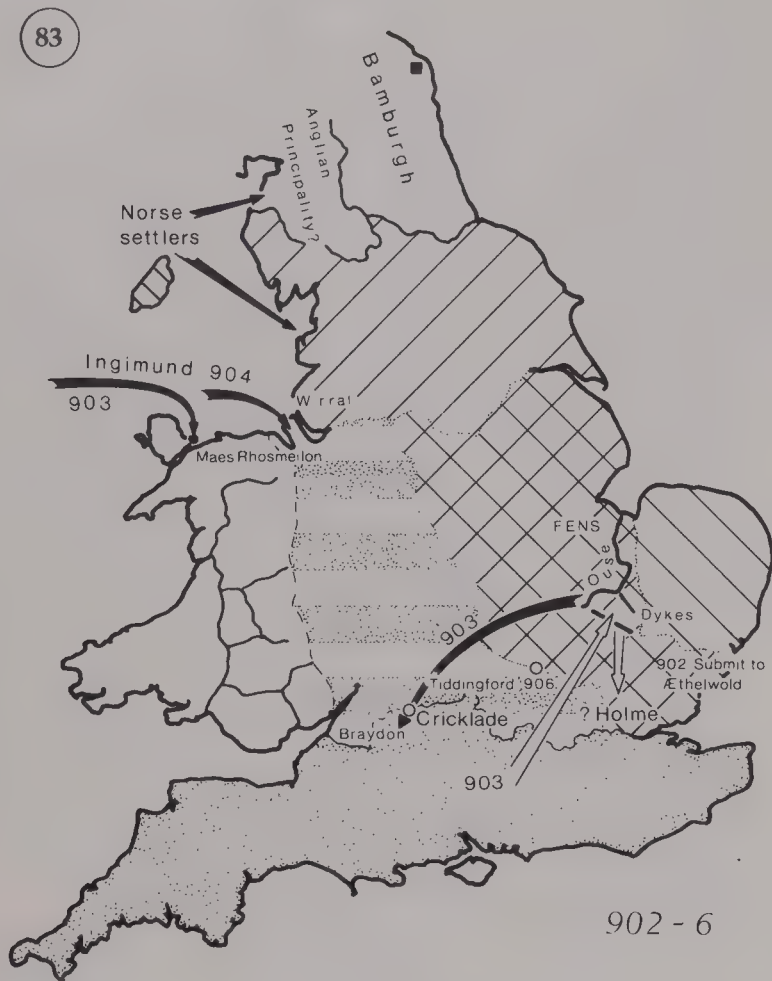 83
Bamburgh
Anglian
Principality?
Norse
settlers
Ingimund 904
903
Wirral
Maes Rhosmeilon
FENS
Ouse
Dykes
903
902 Submit to
Æthelwold
Tiddingford 906.
Cricklade
? Holme
Braydon
903
902-6